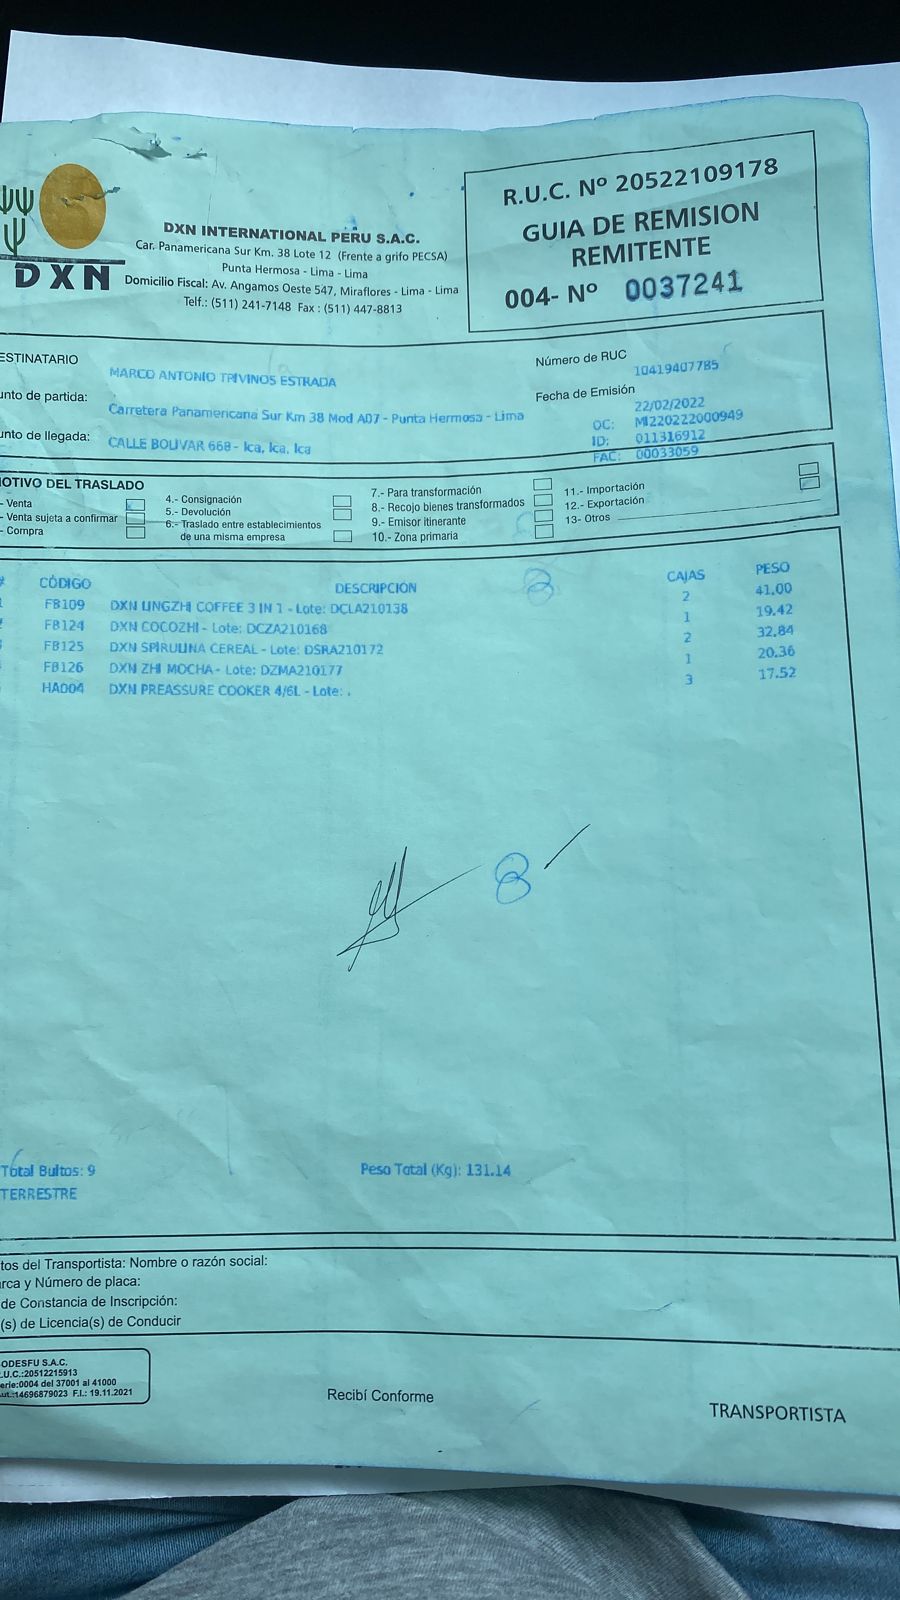 R.U.C. Nº 20522109178
GUIA DE REMISION
REMITENTE
004- Nº 0037241
DXN
DXN INTERNATIONAL PERU S.A.C.
Car. Panamericana Sur Km. 38 Lote 12 (Frente a grifo PECSA)
Punta Hermosa - Lima - Lima
Domicilio Fiscal: Av. Angamos Oeste 547, Miraflores - Lima - Lima
Telf.: (511) 241-7148 Fax : (511) 447-8813
ESTINATARIO
MARCO ANTONIO TRIVINOS ESTRADA
Número de RUC
10419407785
unto de partida:
Carretera Panamericana Sur Km 38 Mod A07 - Punta Hermosa - Lima
Fecha de Emisión
22/02/2022
unto de llegada:
CALLE BOLIVAR 668 - Ica, Ica, Ica
OC: MI220222000949
ID: 011316912
FAC: 00033059
OTIVO DEL TRASLADO
- Venta
- Venta sujeta a confirmar
- Compra
4.- Consignación
5.- Devolución
6.- Traslado entre establecimientos
de una misma empresa
7.- Para transformación
8.- Recojo bienes transformados
9.- Emisor itinerante
10.- Zona primaria
11.- Importación
12.- Exportación
13- Otros
CÓDIGO DESCRIPCION CAJAS PESO
FB109 DXN LINGZHI COFFEE 3 IN 1 - Lote: DCLA210138 2 41.00
FB124 DXN COCOZHI - Lote: DCZA210168 1 19.42
FB125 DXN SPIRULINA CEREAL - Lote: DSRA210172 2 32.84
FB126 DXN ZHI MOCHA - Lote: DZMA210177 1 20.36
HA004 DXN PREASSURE COOKER 4/6L - Lote: . 3 17.52
8
Total Bultos: 9
Peso Total (Kg): 131.14
TERRESTRE
tos del Transportista: Nombre o razón social:
arca y Número de placa:
de Constancia de Inscripción:
(s) de Licencia(s) de Conducir
ODESFU S.A.C.
.U.C.:20512215913
erie:0004 del 37001 al 41000
ut.:14696879023 F.I.: 19.11.2021
Recibí Conforme
TRANSPORTISTA